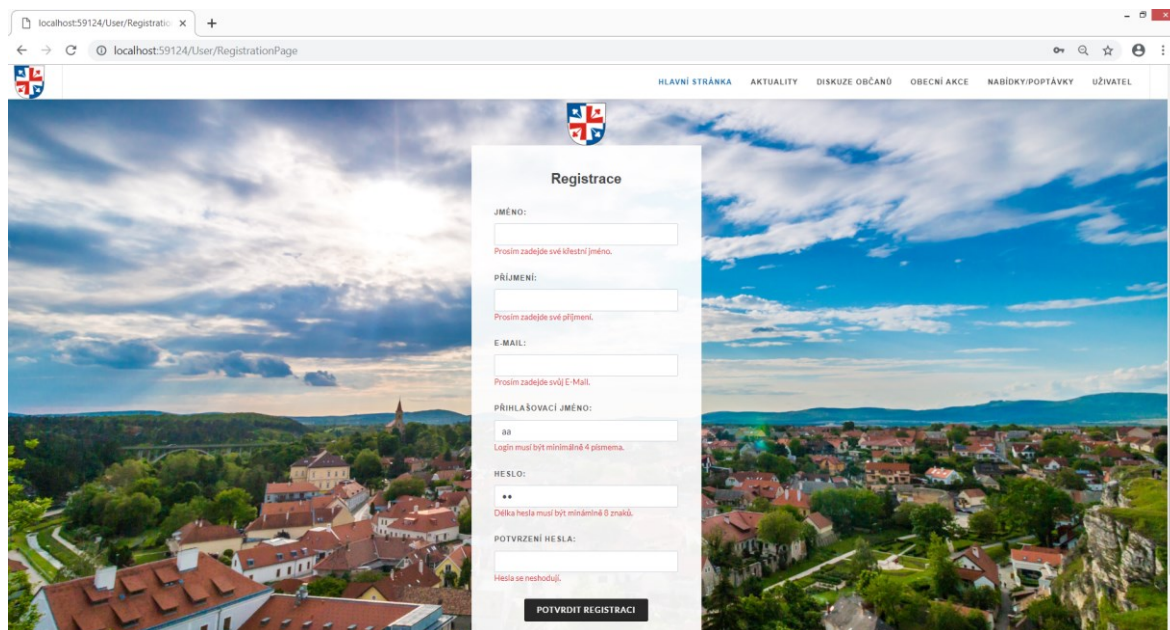 localhost:59124/User/Registratio
localhost:59124/User/RegistrationPage
HLAVNÍ STRÁNKA AKTUALITY DISKUZE OBČANŮ OBECNÍ AKCE NABÍDKY/POPTÁVKY UŽIVATEL
Registrace
JMÉNO:
Prosím zadejde své křestní jméno.
PŘÍJMENÍ:
Prosím zadejde své příjmení.
E-MAIL:
Prosím zadejde svůj E-Mail.
PŘIHLAŠOVACÍ JMÉNO:
aa
Login musí být minimálně 4 písmema.
HESLO:
••
Délka hesla musí být minámině 8 znaků.
POTVRZENÍ HESLA:
Hesla se neshodují.
POTVRDIT REGISTRACI